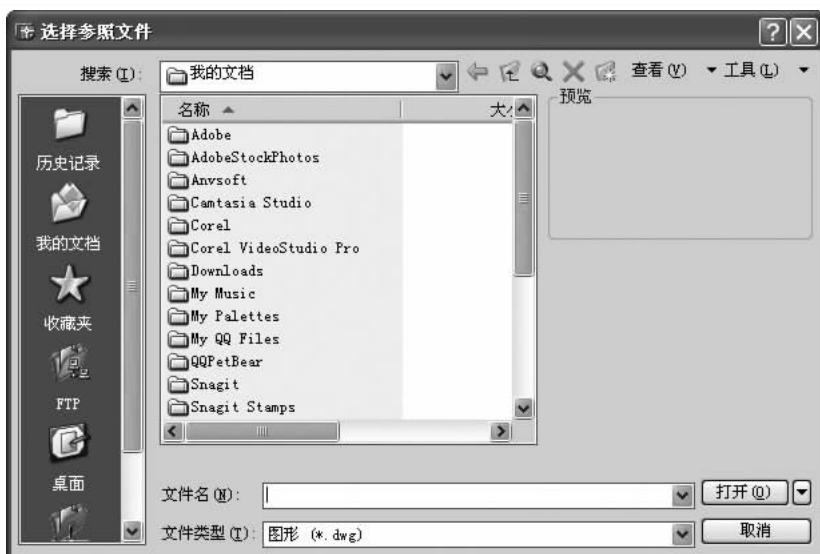 选择参照文件
搜索(I): 我的文档 查看(V) 工具(L)
历史记录
我的文档
收藏夹
FTP
桌面
名称 大小
Adobe
AdobeStockPhotos
Anvsoft
Camtasia Studio
Corel
Corel VideoStudio Pro
Downloads
My Music
My Palettes
My QQ Files
QQPetBear
Snagit
Snagit Stamps
预览
文件名(N): 打开(O)
文件类型(T): 图形 (*.dwg) 取消